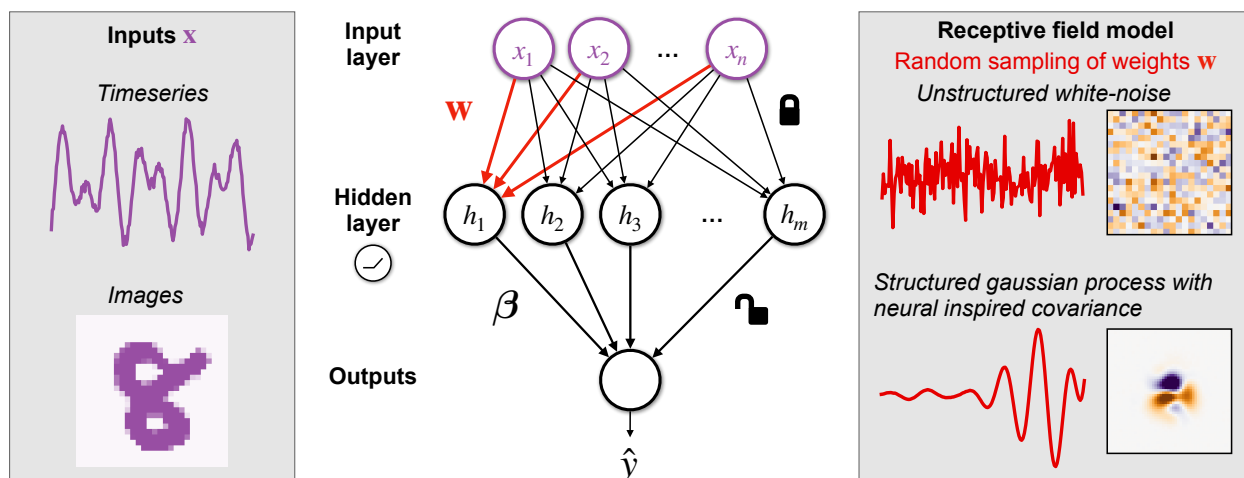 Inputs x
Timeseries
Images
Input
layer
x₁ x₂ ... xₙ
w
Hidden
layer
h₁ h₂ h₃ ... hₘ
β
Outputs
ŷ
Receptive field model
Random sampling of weights w
Unstructured white-noise
Structured gaussian process with
neural inspired covariance